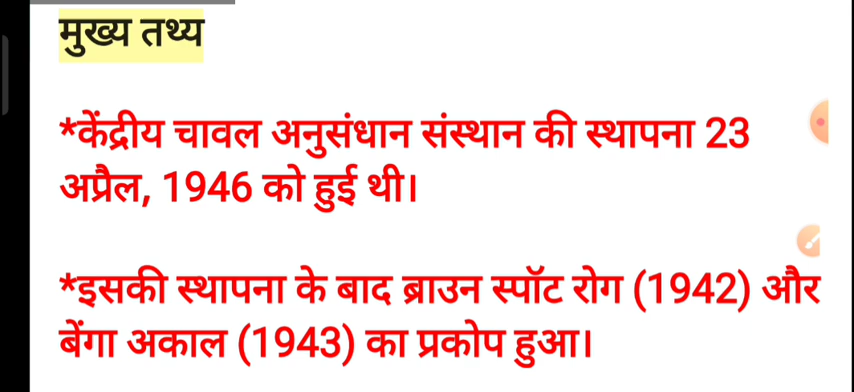 मुख्य तथ्य
*केंद्रीय चावल अनुसंधान संस्थान की स्थापना 23
अप्रैल, 1946 को हुई थी।
*इसकी स्थापना के बाद ब्राउन स्पॉट रोग (1942) और
बेंगा अकाल (1943) का प्रकोप हुआ।